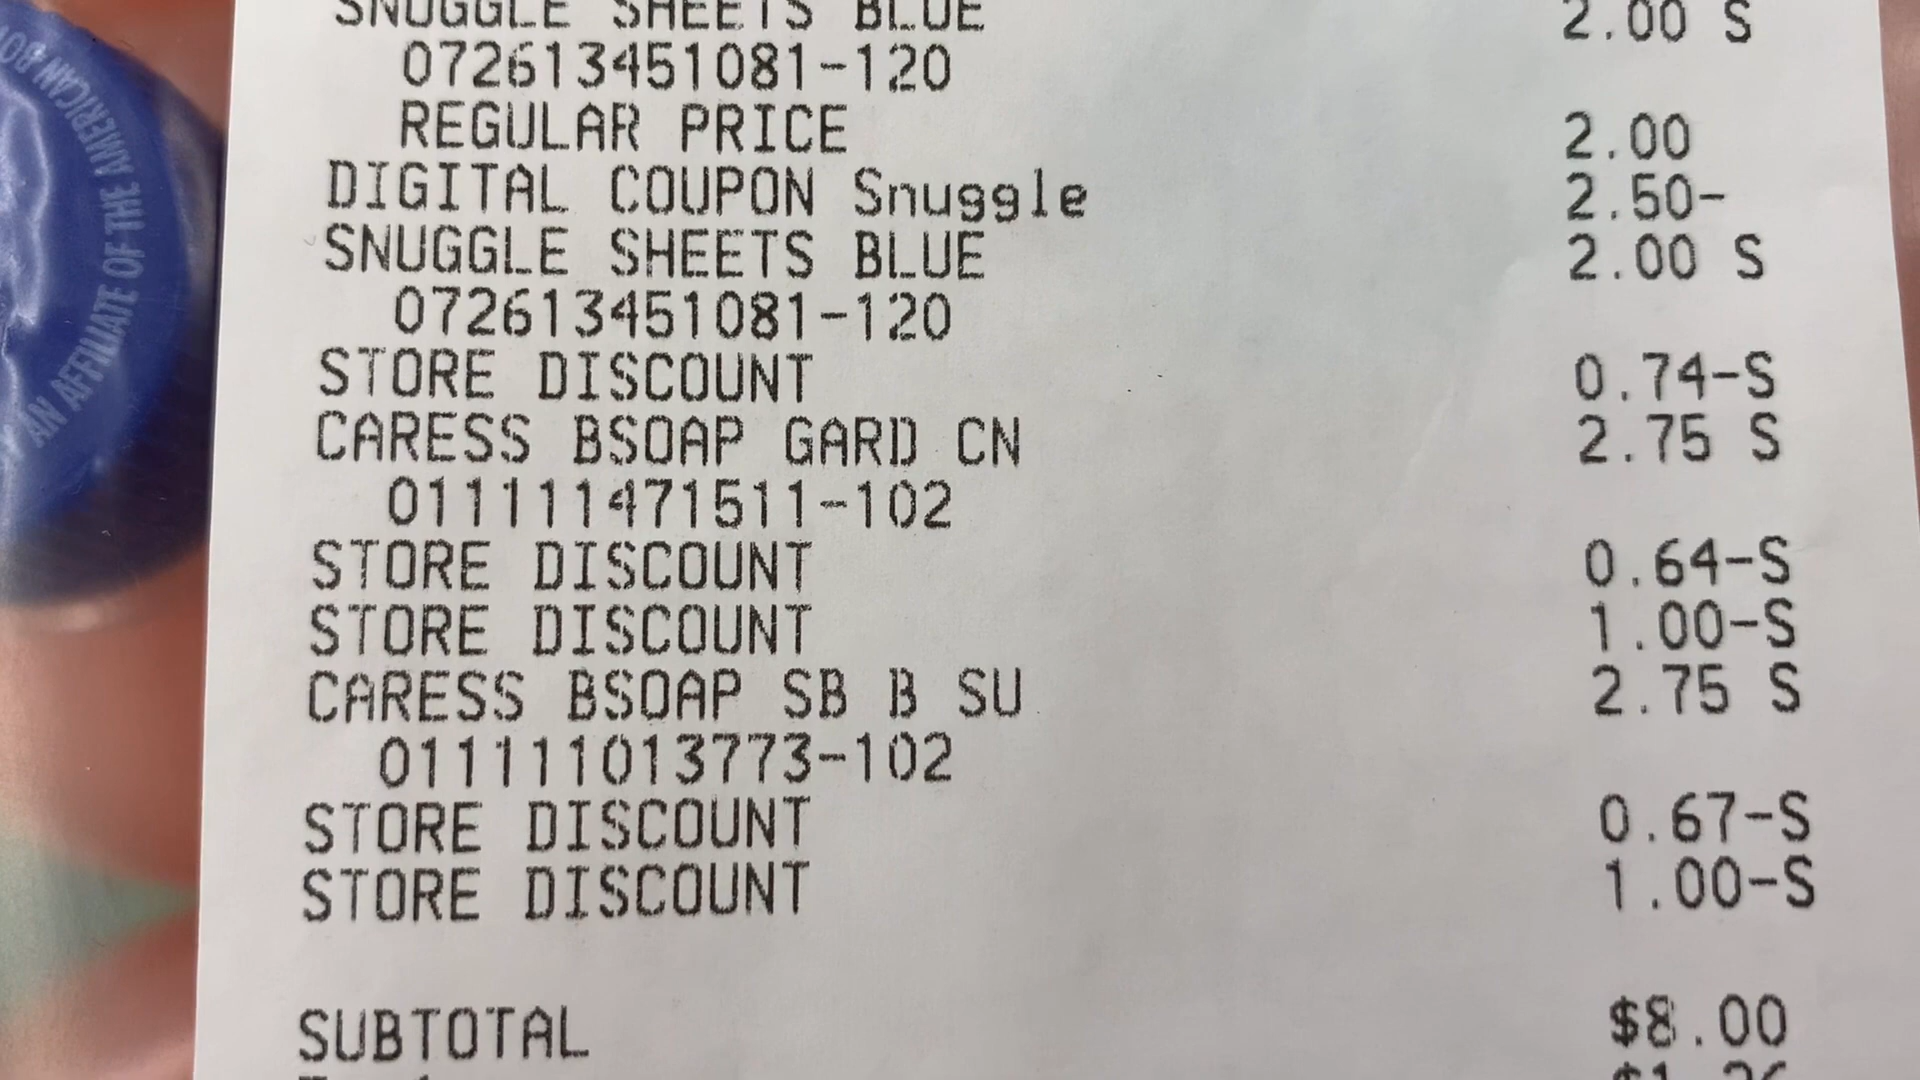 SNUGGLE SHEETS BLUE 2.00 S
072613451081-120
REGULAR PRICE 2.00
DIGITAL COUPON Snuggle 2.50-
SNUGGLE SHEETS BLUE 2.00 S
072613451081-120
STORE DISCOUNT 0.74-S
CARESS BSOAP GARD CN 2.75 S
011111471511-102
STORE DISCOUNT 0.64-S
STORE DISCOUNT 1.00-S
CARESS BSOAP SB B SU 2.75 S
011111013773-102
STORE DISCOUNT 0.67-S
STORE DISCOUNT 1.00-S
SUBTOTAL $8.00
AN AFFILIATE OF THE AMERICAN